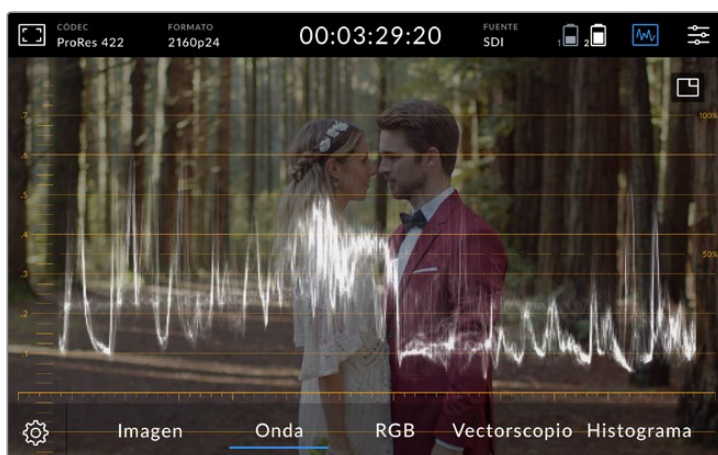 CÓDEC
ProRes 422
FORMATO
2160p24
00:03:29:20
FUENTE
SDI
1
2
.7
100%
.6
.5
.4
50%
.3
.2
.1
Imagen
Onda
RGB
Vectorscopio
Histograma